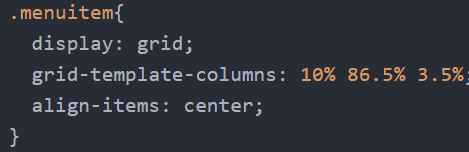 .menuitem{
display: grid;
grid-template-columns: 10% 86.5% 3.5%;
align-items: center;
}